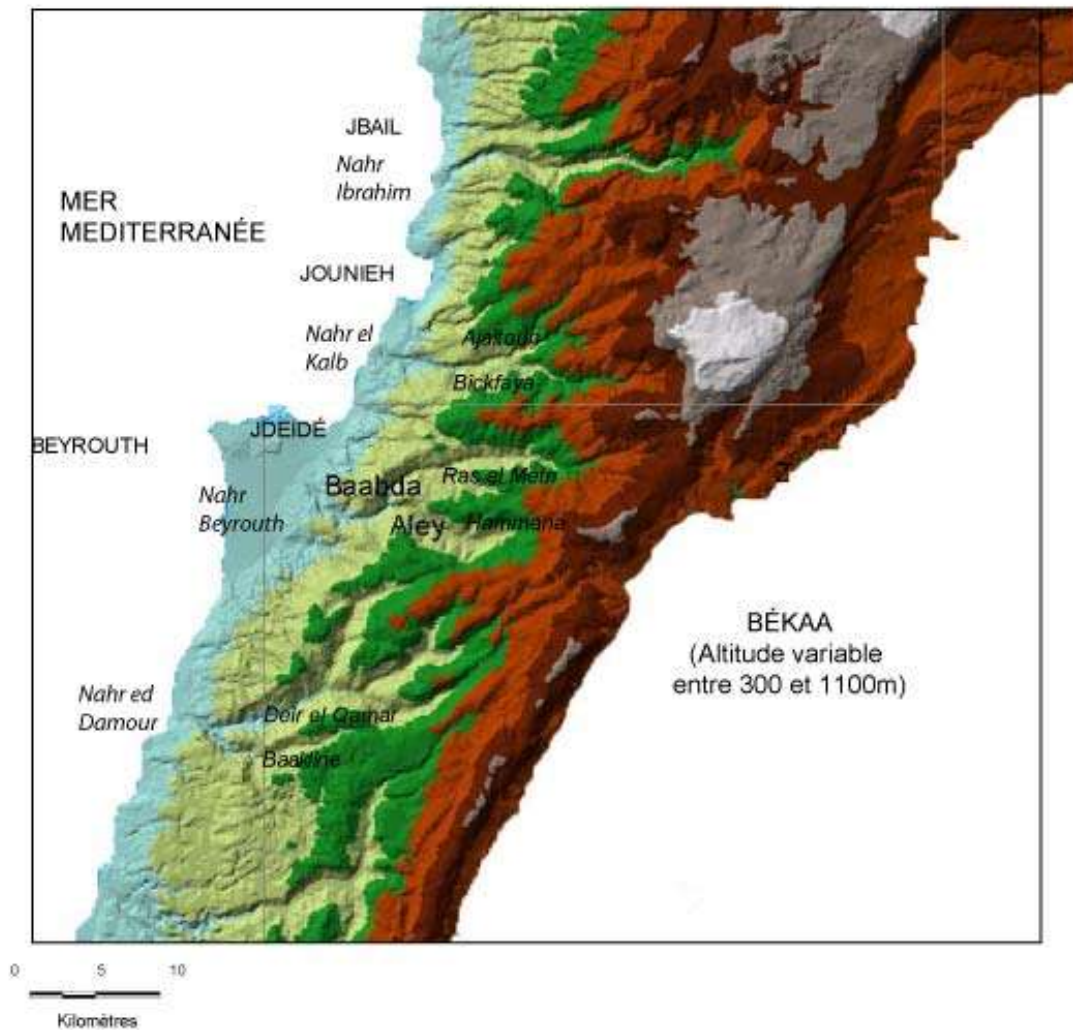 JBAIL
Nahr
Ibrahim
MER
MEDITERRANÉE
JOUNIEH
Nahr el
Kalb
Ajaltoun
Bickfaya
JDEIDÉ
BEYROUTH
Ras el Metn
Baabda
Nahr
Beyrouth
Aley
Hammana
BÉKAA
(Altitude variable
entre 300 et 1100m)
Nahr ed
Damour
Deir el Qamar
Baakline
0 5 10
Kilomètres